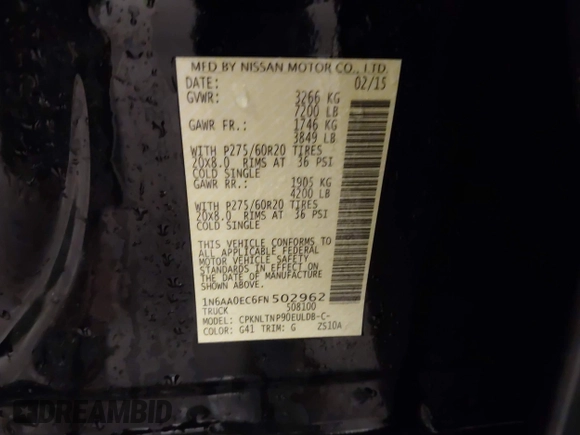 MFD BY NISSAN MOTOR CO., LTD.
DATE: 02/15
GVWR: 3266 KG
7200 LB
GAWR FR.: 1746 KG
3849 LB
WITH P275/60R20 TIRES
20X8.0 RIMS AT 36 PSI
COLD SINGLE
GAWR RR.: 1905 KG
4200 LB
WITH P275/60R20 TIRES
20X8.0 RIMS AT 36 PSI
COLD SINGLE
THIS VEHICLE CONFORMS TO
ALL APPLICABLE FEDERAL
MOTOR VEHICLE SAFETY
STANDARDS IN EFFECT ON
THE DATE OF MANUFACTURE
SHOWN ABOVE.
1N6AA0EC6FN502962
TRUCK 508100
MODEL: CPKNLTNP90EULDB-C-
COLOR: G41 TRIM: G ZS10A
DREAMBID